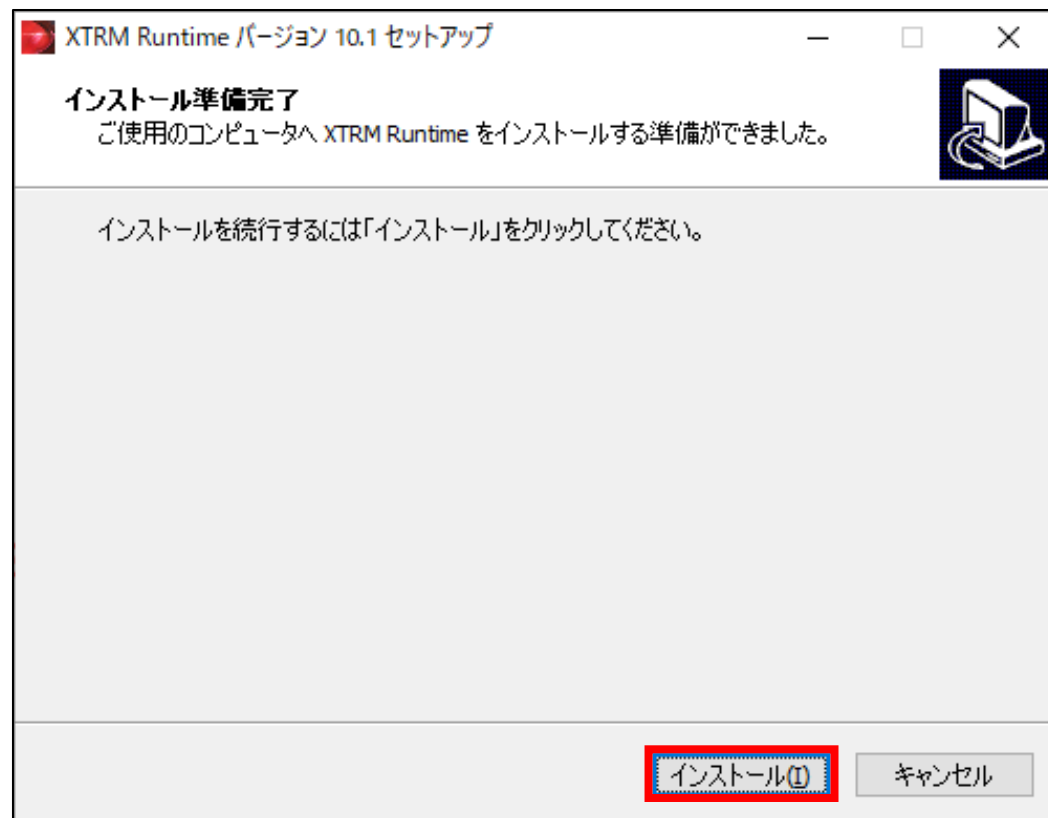 XTRM Runtime バージョン 10.1 セットアップ
インストール準備完了
ご使用のコンピュータへ XTRM Runtime をインストールする準備ができました。
インストールを続行するには「インストール」をクリックしてください。
インストール(I)
キャンセル